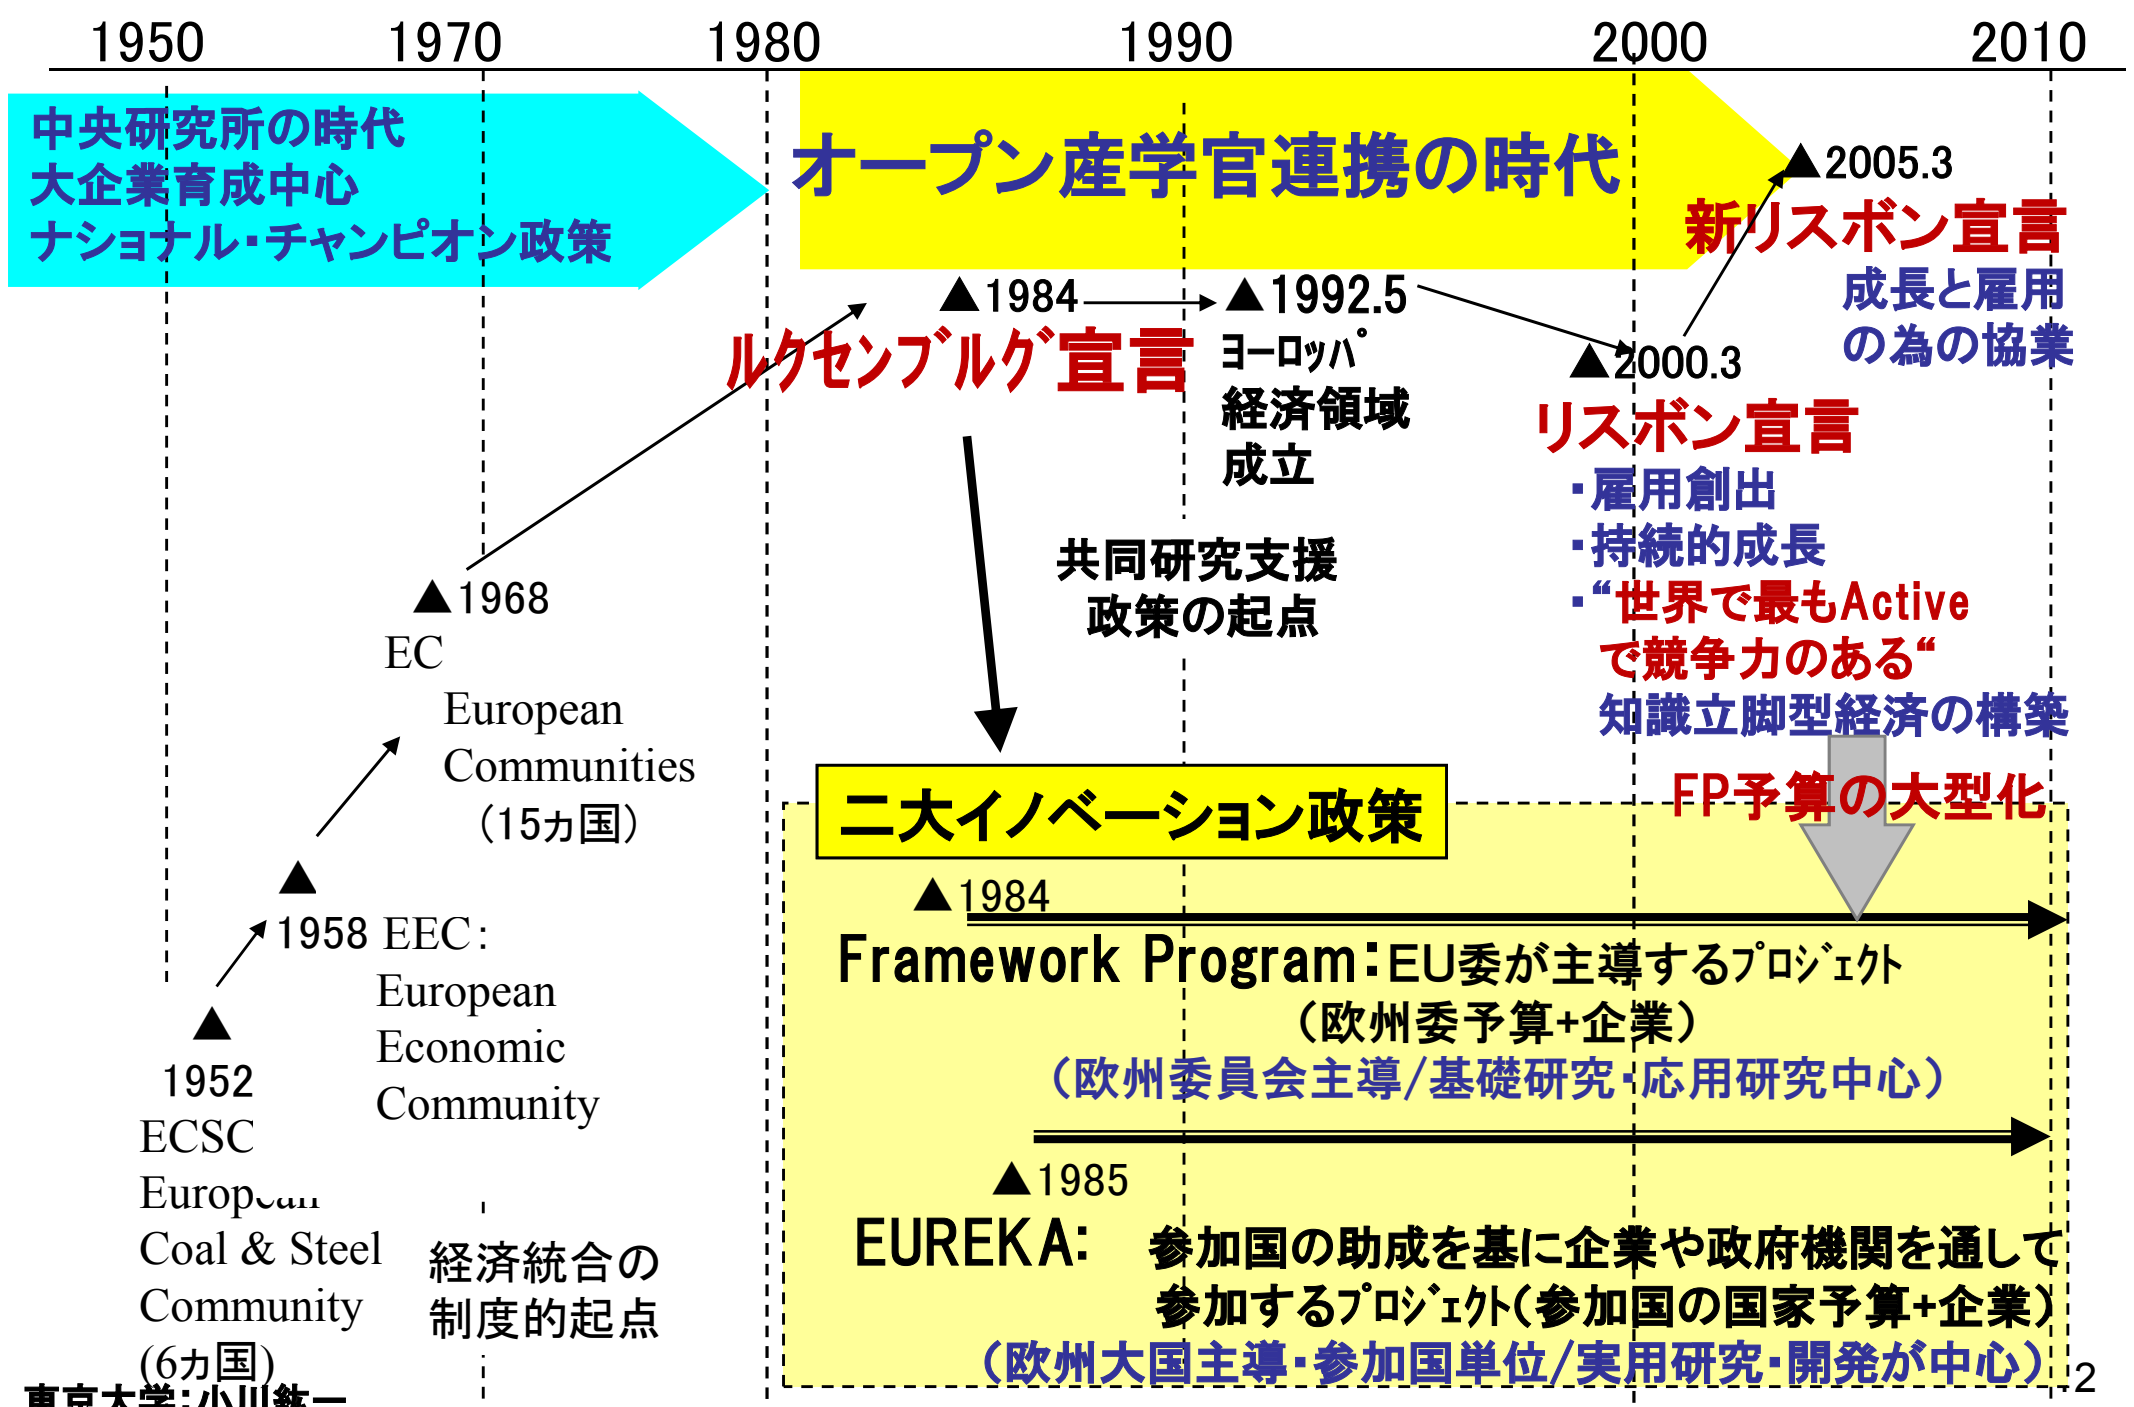 1950 1970 1980 1990 2000 2010
中央研究所の時代
大企業育成中心
ナショナル・チャンピオン政策
オープン産学官連携の時代
▲2005.3
新リスボン宣言
成長と雇用
の為の協業
▲1984
ルクセンブルグ宣言
▲1992.5
ﾖｰﾛｯﾊﾟ
経済領域
成立
▲2000.3
リスボン宣言
・雇用創出
・持続的成長
・“世界で最もActive
で競争力のある“
知識立脚型経済の構築
FP予算の大型化
共同研究支援
政策の起点
▲1968
EC
European
Communities
（15ヵ国）
▲
1958 EEC：
European
Economic
Community
▲
1952
ECSC
European
Coal & Steel
Community
(6ヵ国)
経済統合の
制度的起点
二大イノベーション政策
▲1984
Framework Program：EU委が主導するﾌﾟﾛｼﾞｪｸﾄ
（欧州委予算+企業）
（欧州委員会主導/基礎研究・応用研究中心）
▲1985
EUREKA: 参加国の助成を基に企業や政府機関を通して
参加するﾌﾟﾛｼﾞｪｸﾄ（参加国の国家予算+企業）
（欧州大国主導・参加国単位/実用研究・開発が中心）
東京大学：小川紘一
12